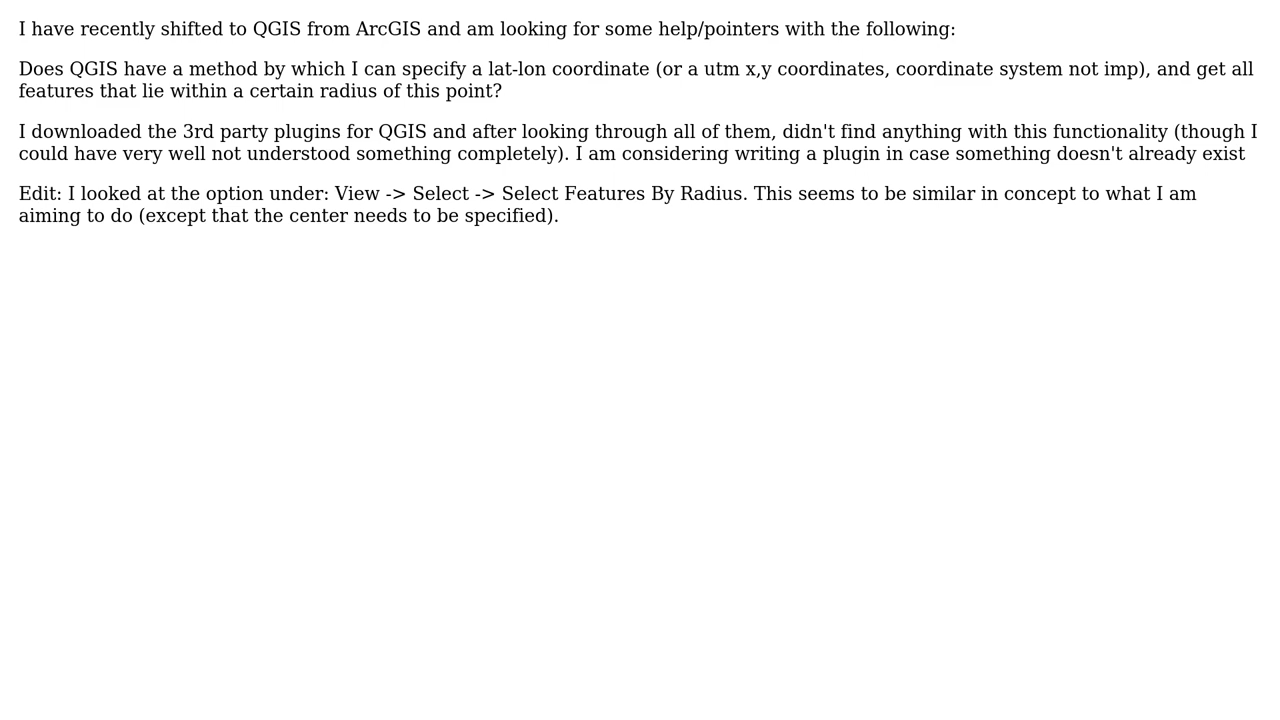 I have recently shifted to QGIS from ArcGIS and am looking for some help/pointers with the following:
Does QGIS have a method by which I can specify a lat-lon coordinate (or a utm x,y coordinates, coordinate system not imp), and get all
features that lie within a certain radius of this point?
I downloaded the 3rd party plugins for QGIS and after looking through all of them, didn't find anything with this functionality (though I
could have very well not understood something completely). I am considering writing a plugin in case something doesn't already exist
Edit: I looked at the option under: View -> Select -> Select Features By Radius. This seems to be similar in concept to what I am
aiming to do (except that the center needs to be specified).